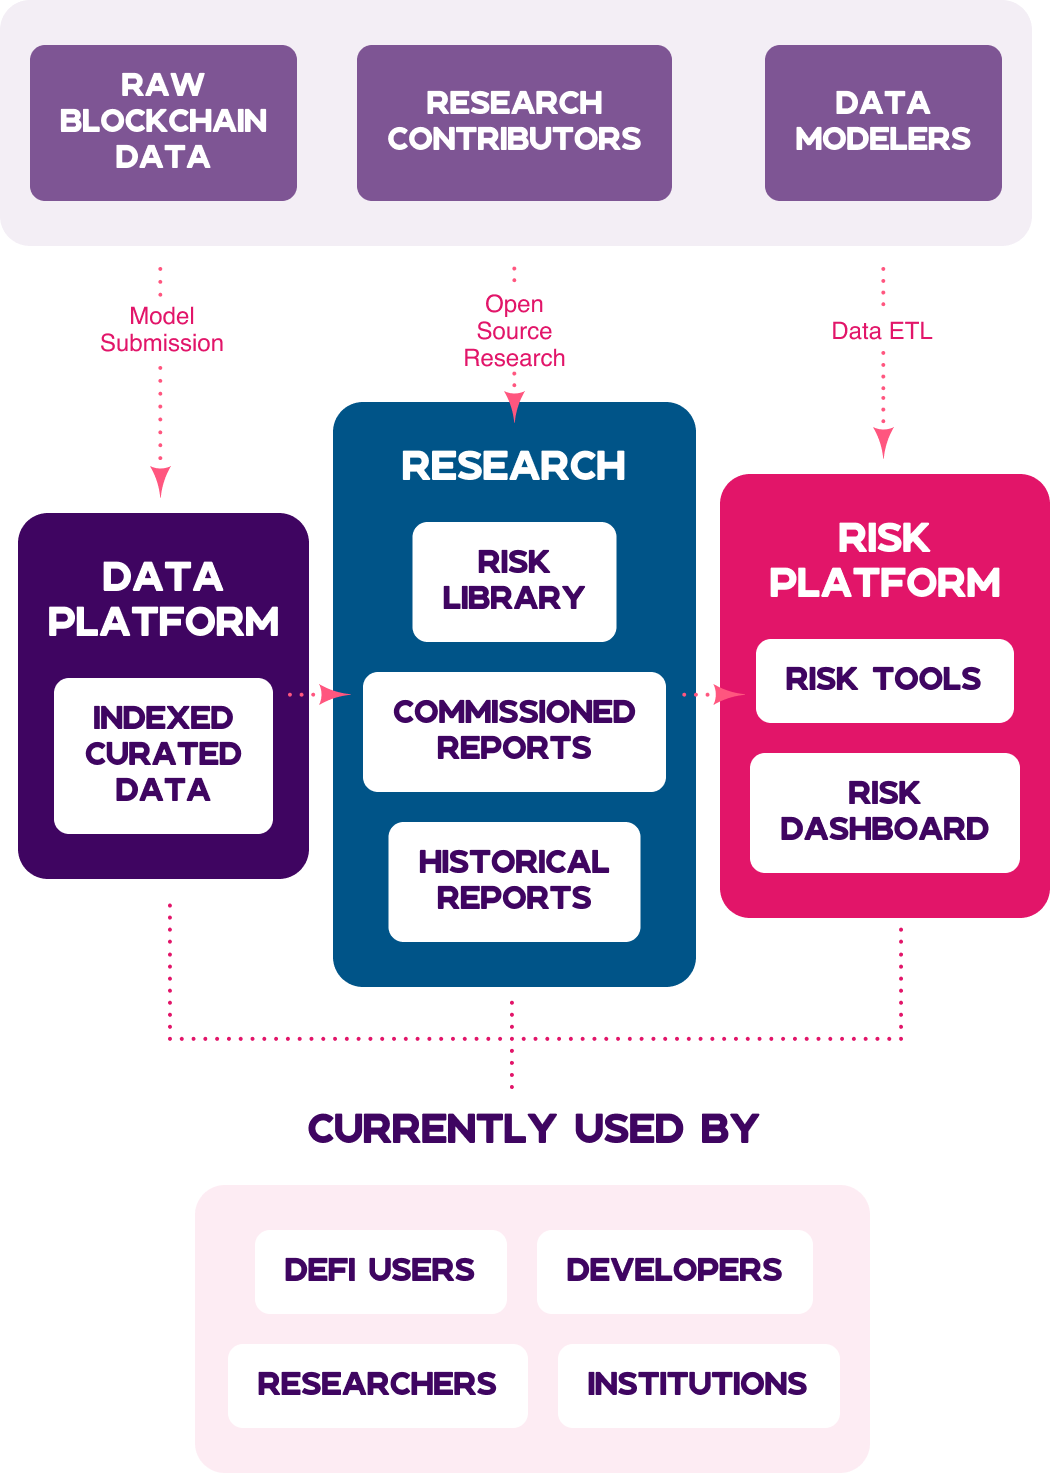 RAW
BLOCKCHAIN
DATA
RESEARCH
CONTRIBUTORS
DATA
MODELERS
Model
Submission
Open
Source
Research
Data ETL
DATA
PLATFORM
INDEXED
CURATED
DATA
RESEARCH
RISK
LIBRARY
COMMISSIONED
REPORTS
HISTORICAL
REPORTS
RISK
PLATFORM
RISK TOOLS
RISK
DASHBOARD
CURRENTLY USED BY
DEFI USERS
DEVELOPERS
RESEARCHERS
INSTITUTIONS